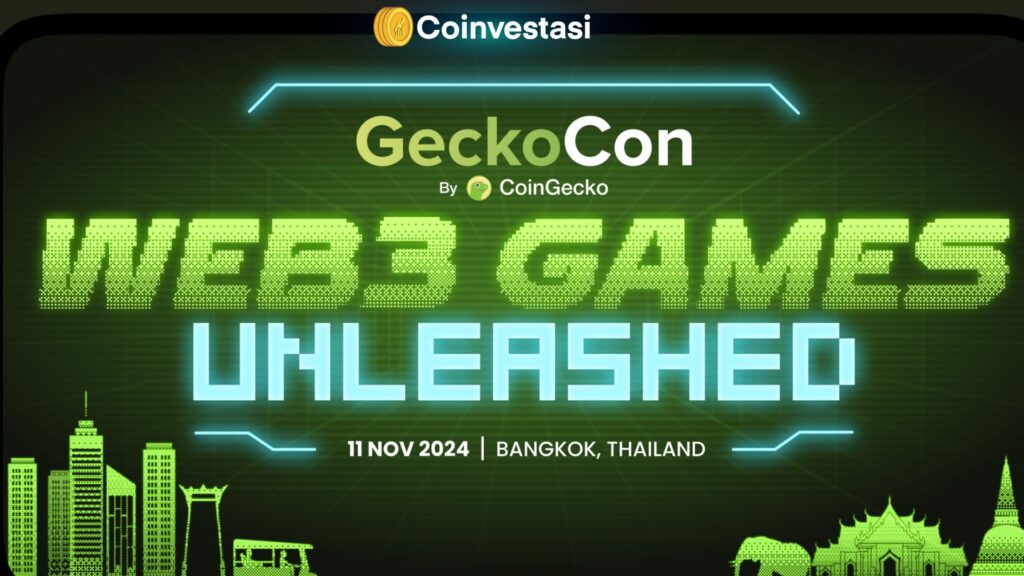 Coinvestasi
GeckoCon
By CoinGecko
WEB3 GAMES
UNLEASHED
11 NOV 2024 | BANGKOK, THAILAND